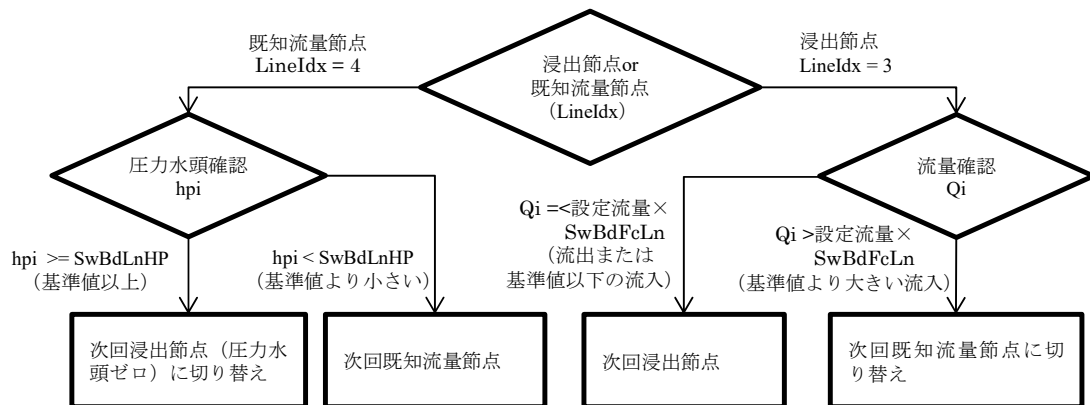 既知流量節点
LineIdx = 4
浸出節点or
既知流量節点
（LineIdx）
浸出節点
LineIdx = 3
圧力水頭確認
hpi
流量確認
Qi
hpi >= SwBdLnHP
（基準値以上）
hpi < SwBdLnHP
（基準値より小さい）
Qi =<設定流量×
SwBdFcLn
（流出または
基準値以下の流入）
Qi >設定流量×
SwBdFcLn
（基準値より大きい流入）
次回浸出節点（圧力水
頭ゼロ）に切り替え
次回既知流量節点
次回浸出節点
次回既知流量節点に切
り替え